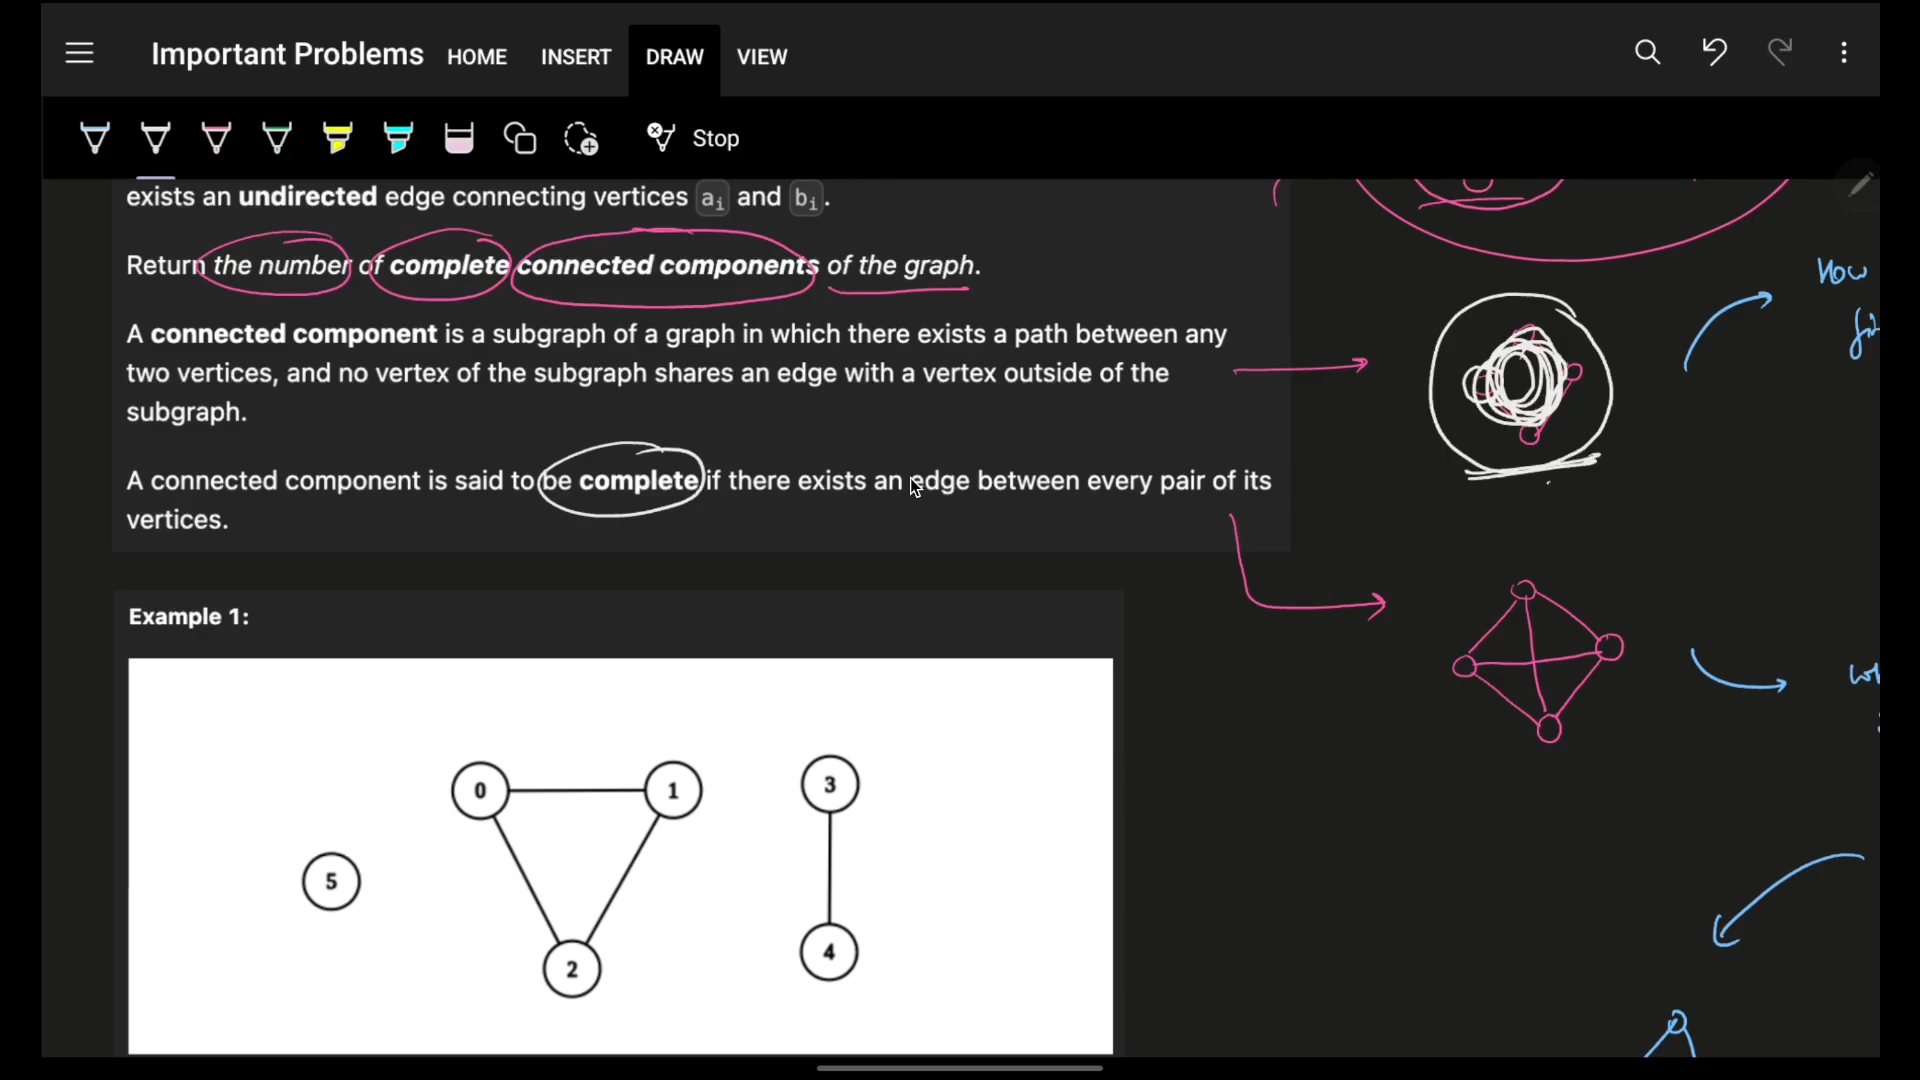 Important Problems HOME INSERT DRAW VIEW
Stop
exists an undirected edge connecting vertices ai and bi.
Return the number of complete connected components of the graph.
How
A connected component is a subgraph of a graph in which there exists a path between any
two vertices, and no vertex of the subgraph shares an edge with a vertex outside of the
subgraph.
A connected component is said to be complete if there exists an edge between every pair of its
vertices.
Example 1:
0
1
3
5
2
4